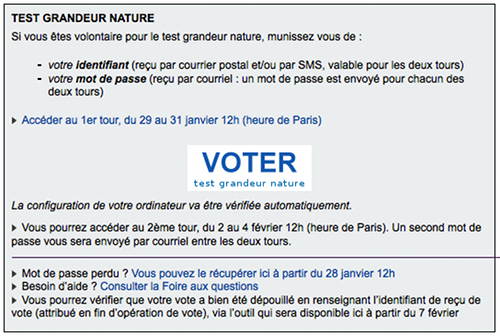 TEST GRANDEUR NATURE
Si vous êtes volontaire pour le test grandeur nature, munissez vous de :
- votre identifiant (reçu par courrier postal et/ou par SMS, valable pour les deux tours)
- votre mot de passe (reçu par courriel : un mot de passe est envoyé pour chacun des
deux tours)
Accéder au 1er tour, du 29 au 31 janvier 12h (heure de Paris)
VOTER
test grandeur nature
La configuration de votre ordinateur va être vérifiée automatiquement.
Vous pourrez accéder au 2ème tour, du 2 au 4 février 12h (heure de Paris). Un second mot de
passe vous sera envoyé par courriel entre les deux tours.
Mot de passe perdu ? Vous pouvez le récupérer ici à partir du 28 janvier 12h
Besoin d'aide ? Consulter la Foire aux questions
Vous pourrez vérifier que votre vote a bien été dépouillé en renseignant l'identifiant de reçu de
vote (attribué en fin d'opération de vote), via l'outil qui sera disponible ici à partir du 7 février